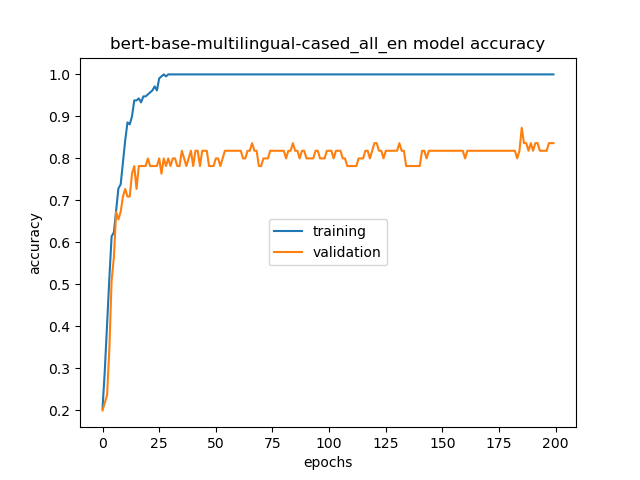 bert-base-multilingual-cased_all_en model accuracy
1.0
0.9
0.8
0.7
0.6
0.5
0.4
0.3
0.2
accuracy
training
validation
0 25 50 75 100 125 150 175 200
epochs